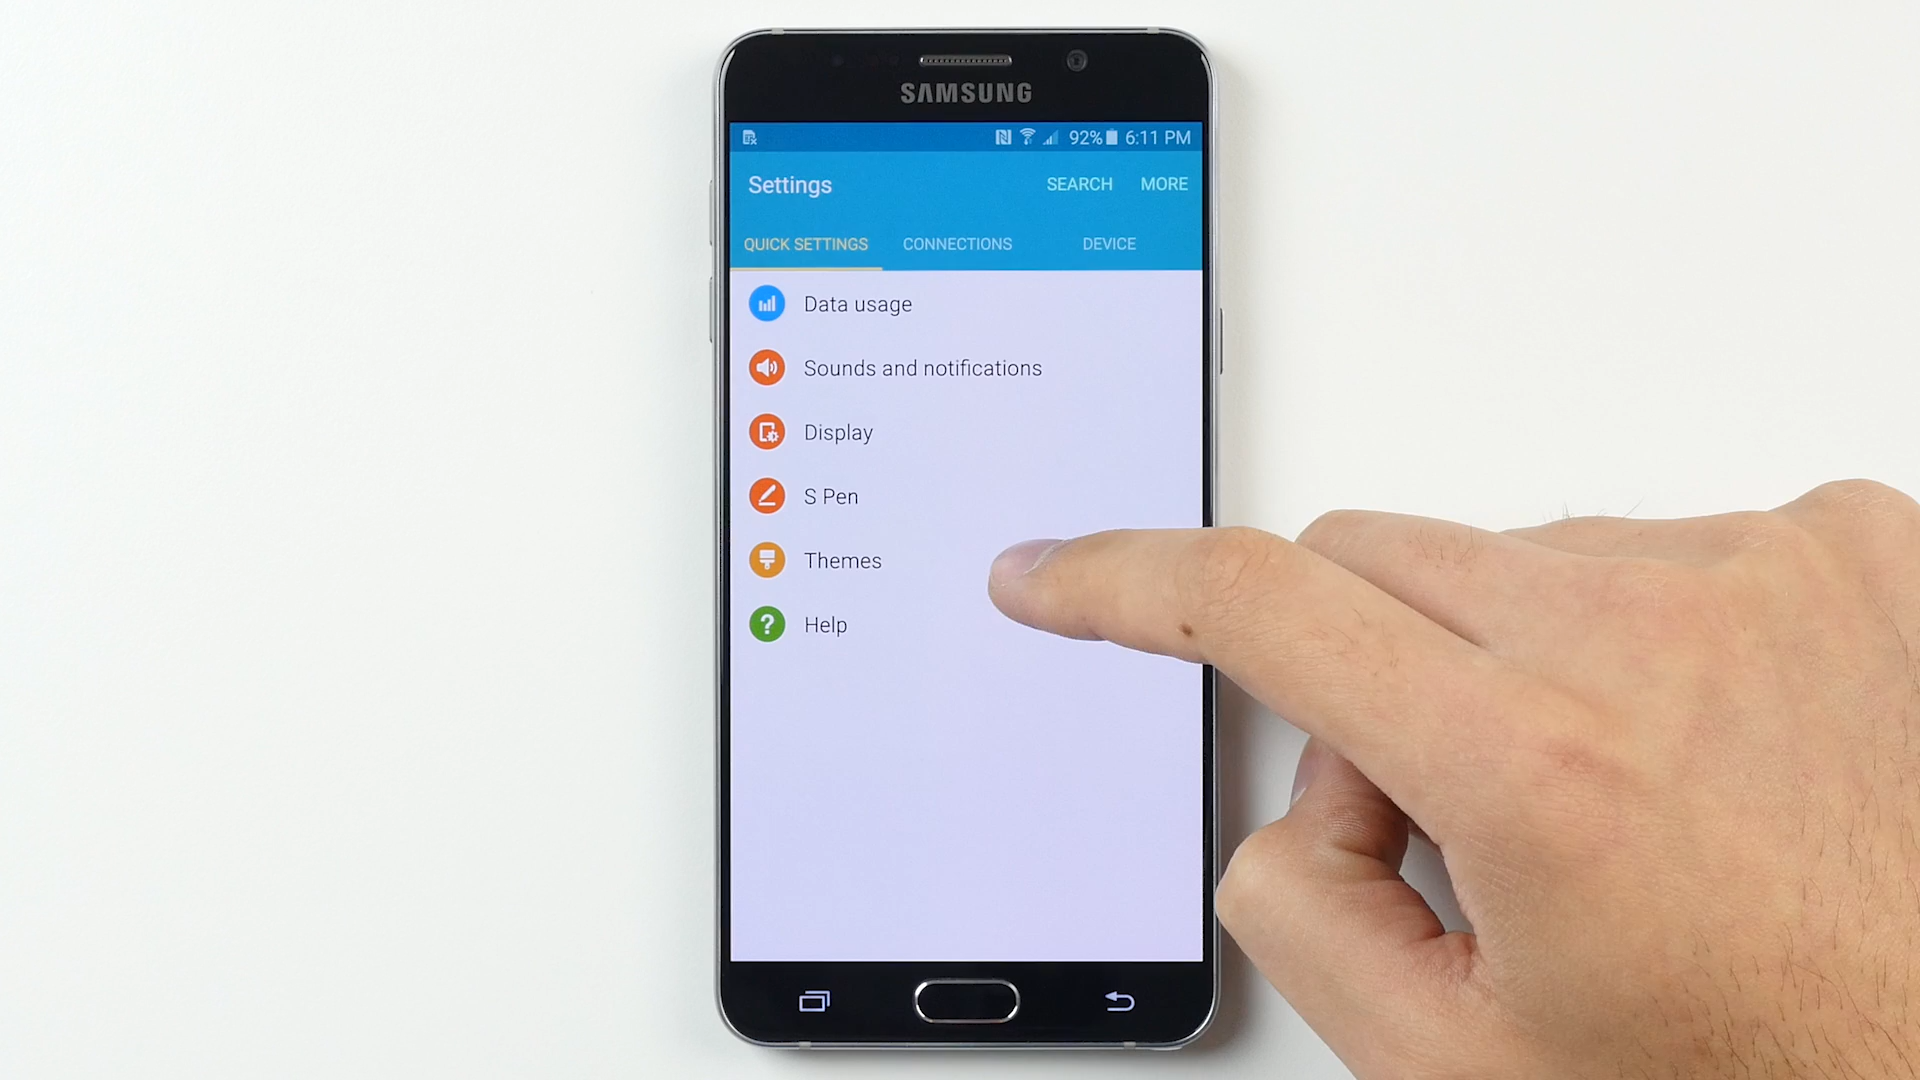 SAMSUNG
92% 6:11 PM
Settings SEARCH MORE
QUICK SETTINGS CONNECTIONS DEVICE
Data usage
Sounds and notifications
Display
S Pen
Themes
? Help